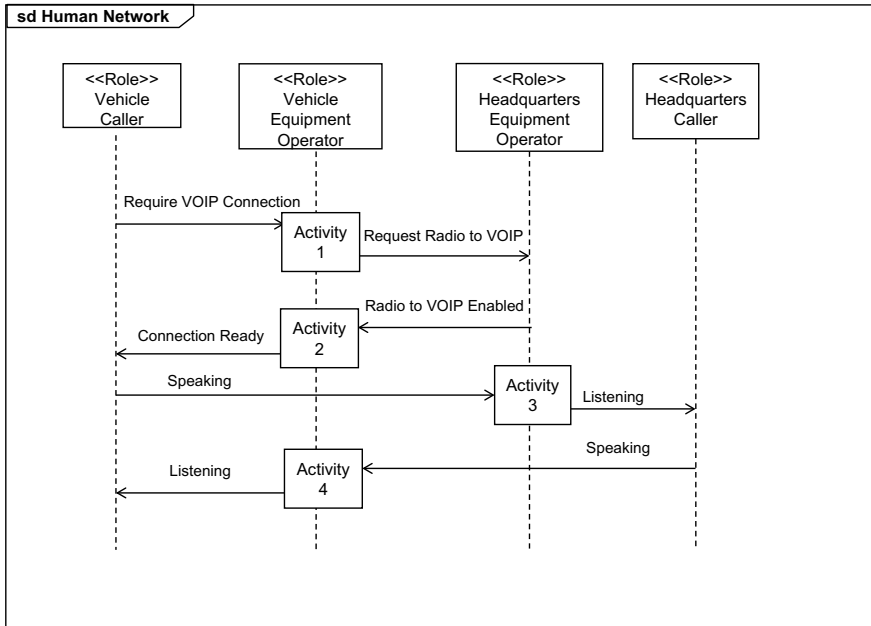 sd Human Network
<<Role>>
Vehicle
Caller
<<Role>>
Vehicle
Equipment
Operator
<<Role>>
Headquarters
Equipment
Operator
<<Role>>
Headquarters
Caller
Require VOIP Connection
Activity
1
Request Radio to VOIP
Radio to VOIP Enabled
Activity
2
Connection Ready
Speaking
Activity
3
Listening
Speaking
Activity
4
Listening